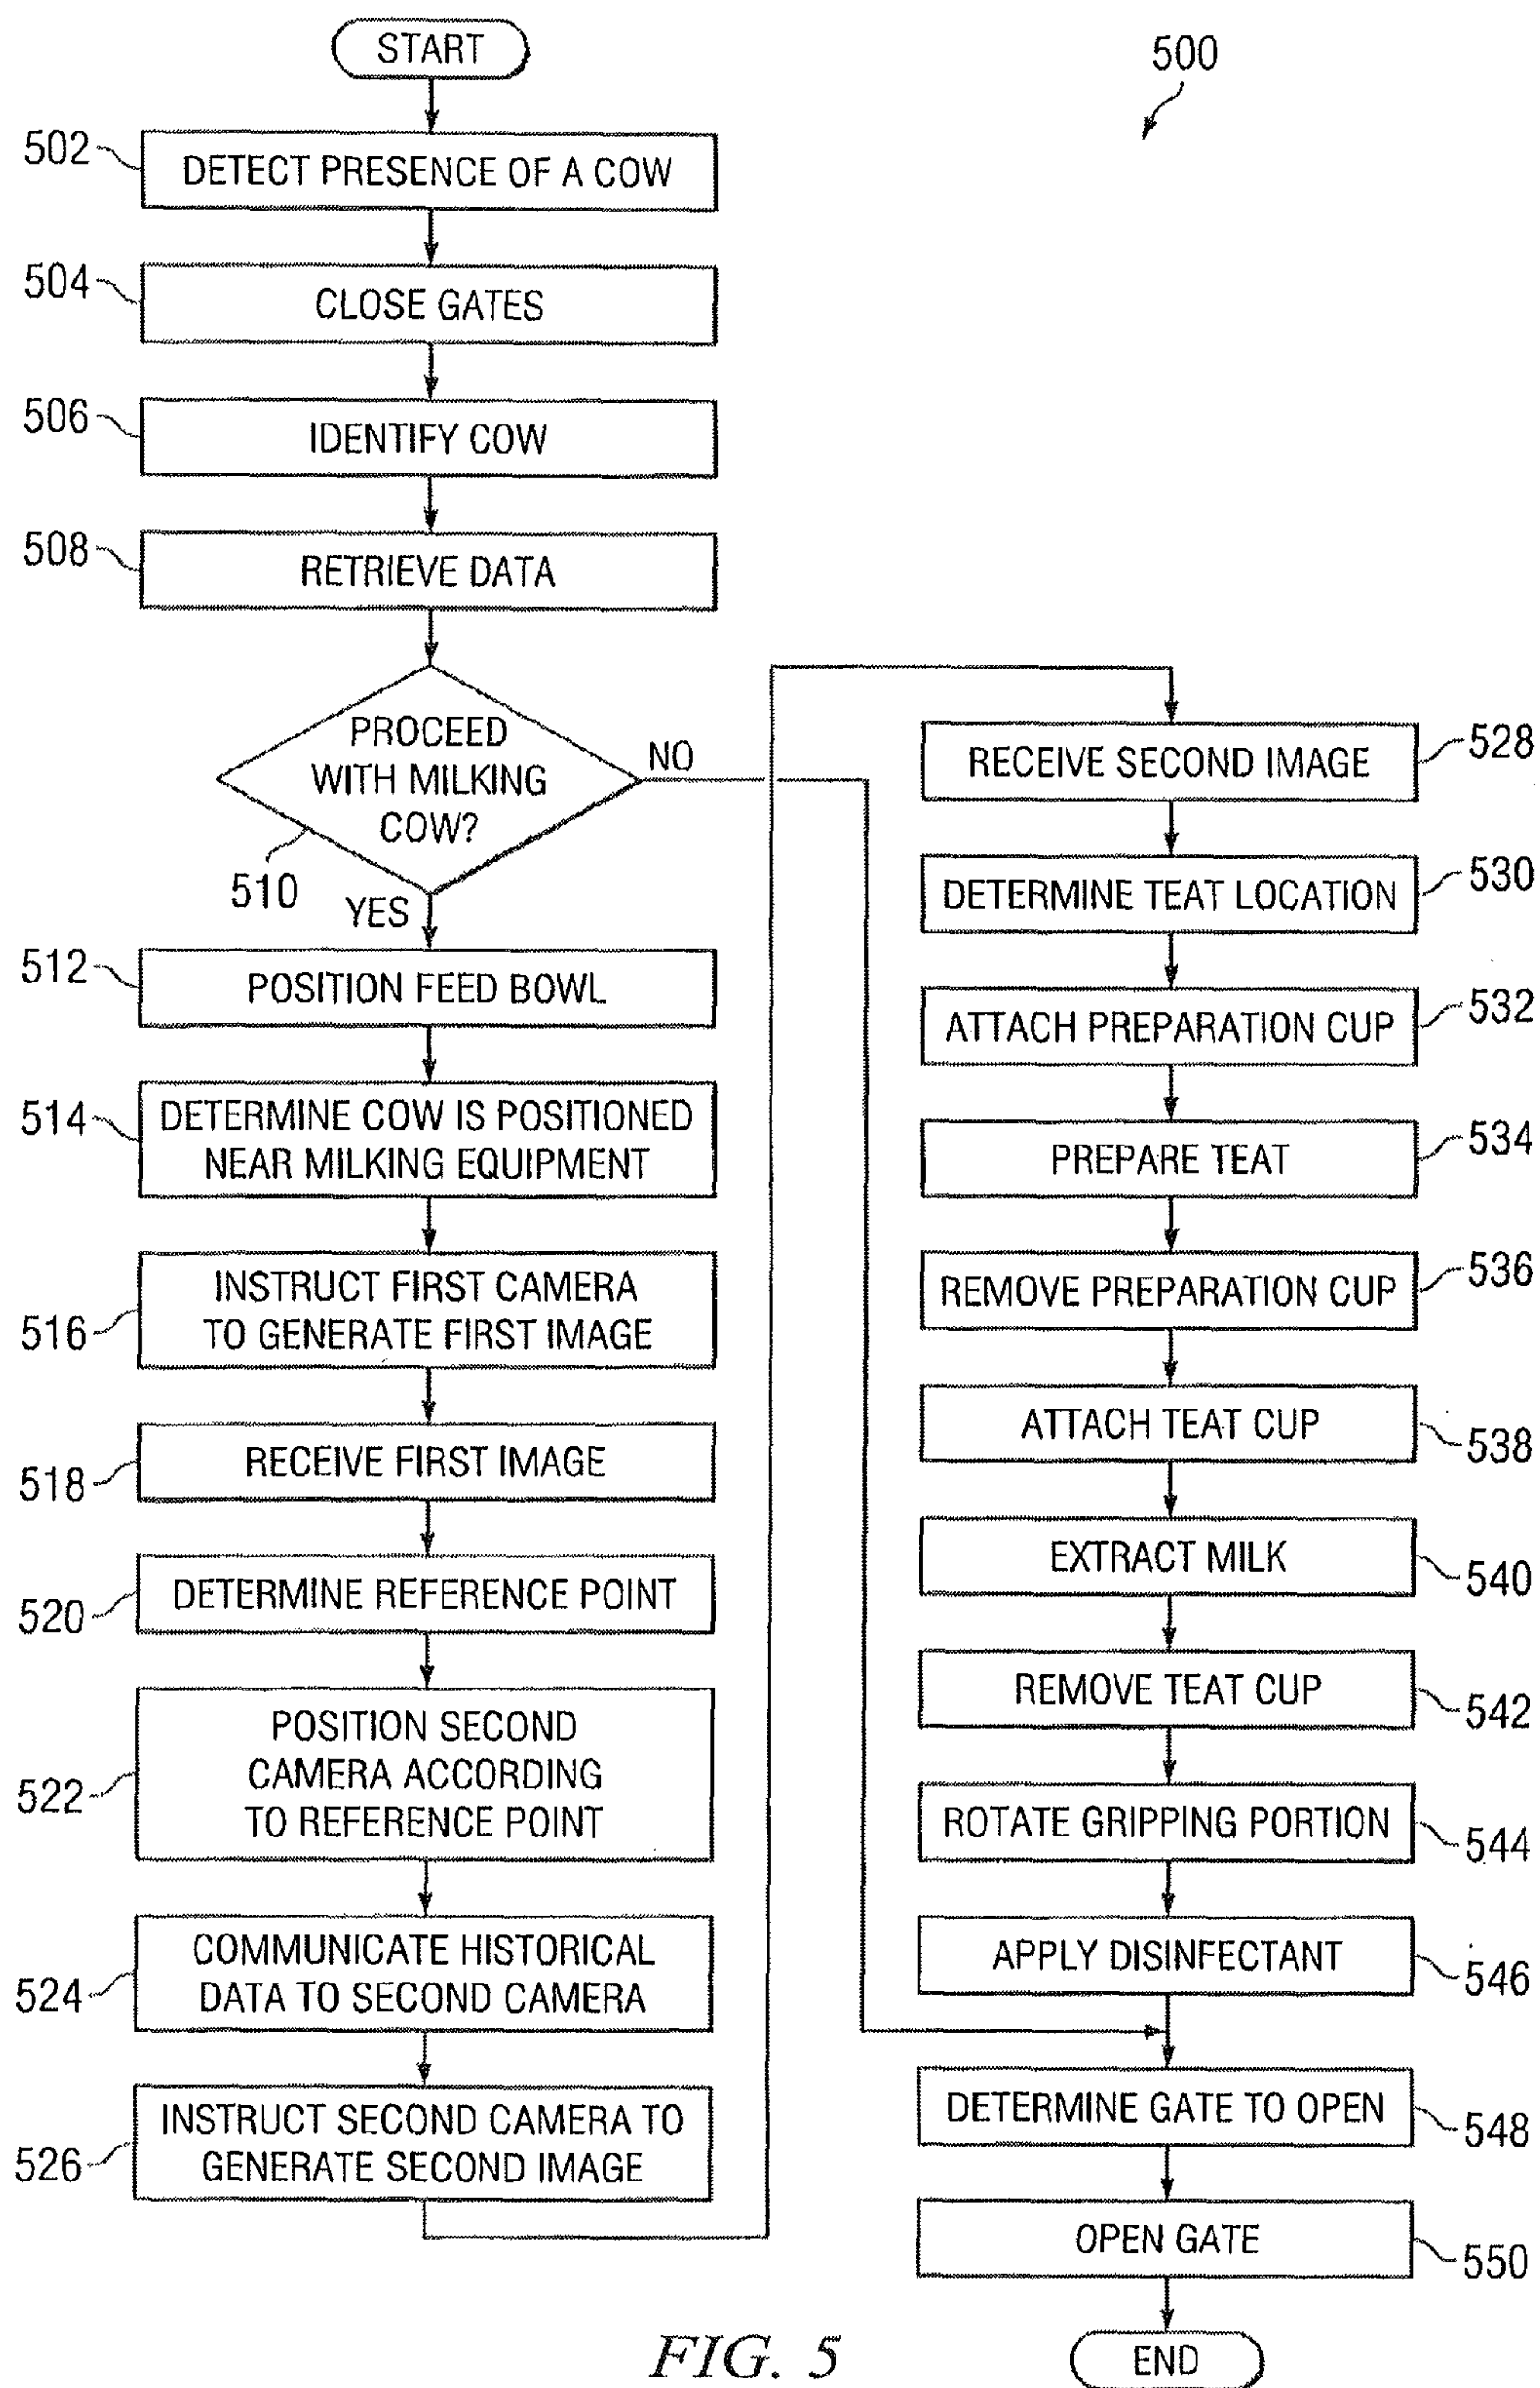 START
500
502
DETECT PRESENCE OF A COW
504
CLOSE GATES
506
IDENTIFY COW
508
RETRIEVE DATA
PROCEED
WITH MILKING
COW?
NO
510
YES
512
POSITION FEED BOWL
514
DETERMINE COW IS POSITIONED
NEAR MILKING EQUIPMENT
516
INSTRUCT FIRST CAMERA
TO GENERATE FIRST IMAGE
518
RECEIVE FIRST IMAGE
520
DETERMINE REFERENCE POINT
522
POSITION SECOND
CAMERA ACCORDING
TO REFERENCE POINT
524
COMMUNICATE HISTORICAL
DATA TO SECOND CAMERA
526
INSTRUCT SECOND CAMERA TO
GENERATE SECOND IMAGE
RECEIVE SECOND IMAGE
528
DETERMINE TEAT LOCATION
530
ATTACH PREPARATION CUP
532
PREPARE TEAT
534
REMOVE PREPARATION CUP
536
ATTACH TEAT CUP
538
EXTRACT MILK
540
REMOVE TEAT CUP
542
ROTATE GRIPPING PORTION
544
APPLY DISINFECTANT
546
DETERMINE GATE TO OPEN
548
OPEN GATE
550
END
FIG. 5